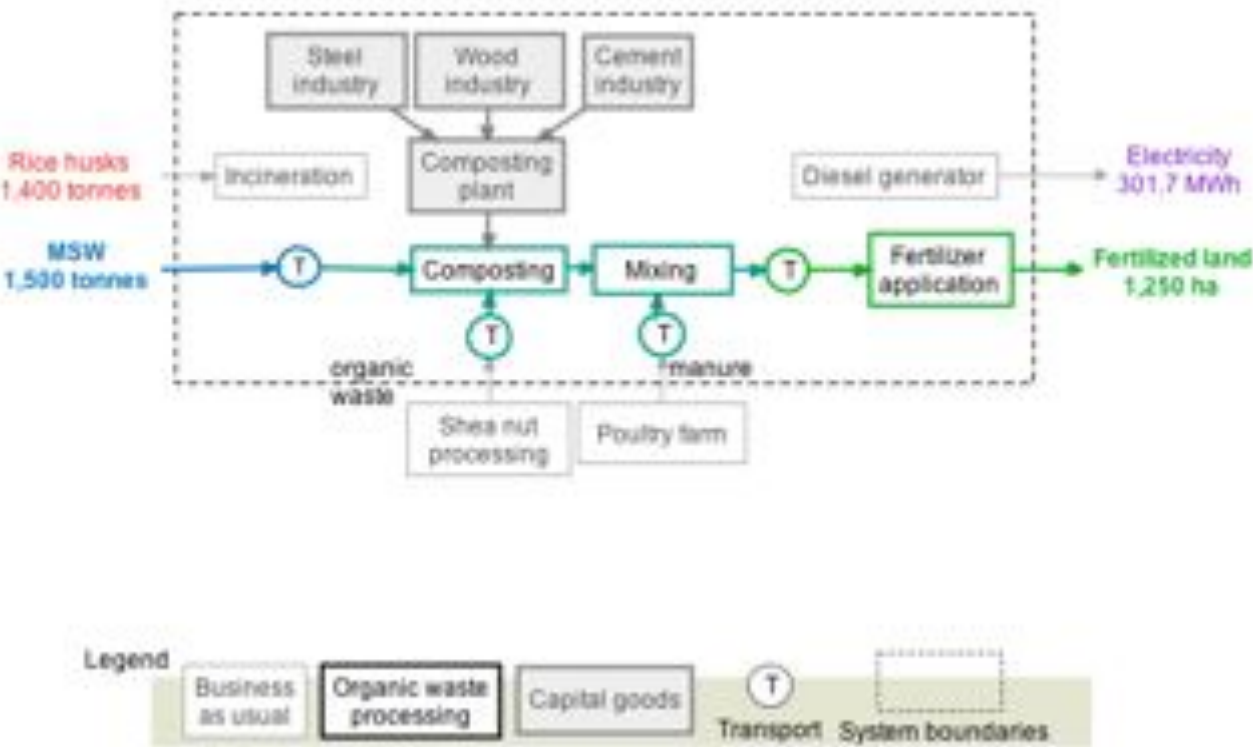 Steel
industry
Wood
industry
Cement
industry
Rice husks
1,400 tonnes
Incineration
Composting
plant
Diesel generator
Electricity
301,7 MWh
MSW
1,500 tonnes
T
Composting
Mixing
T
Fertilizer
application
Fertilized land
1,250 ha
T
T
organic
waste
manure
Shea nut
processing
Poultry farm
Legend
Business
as usual
Organic waste
processing
Capital goods
T
Transport
System boundaries